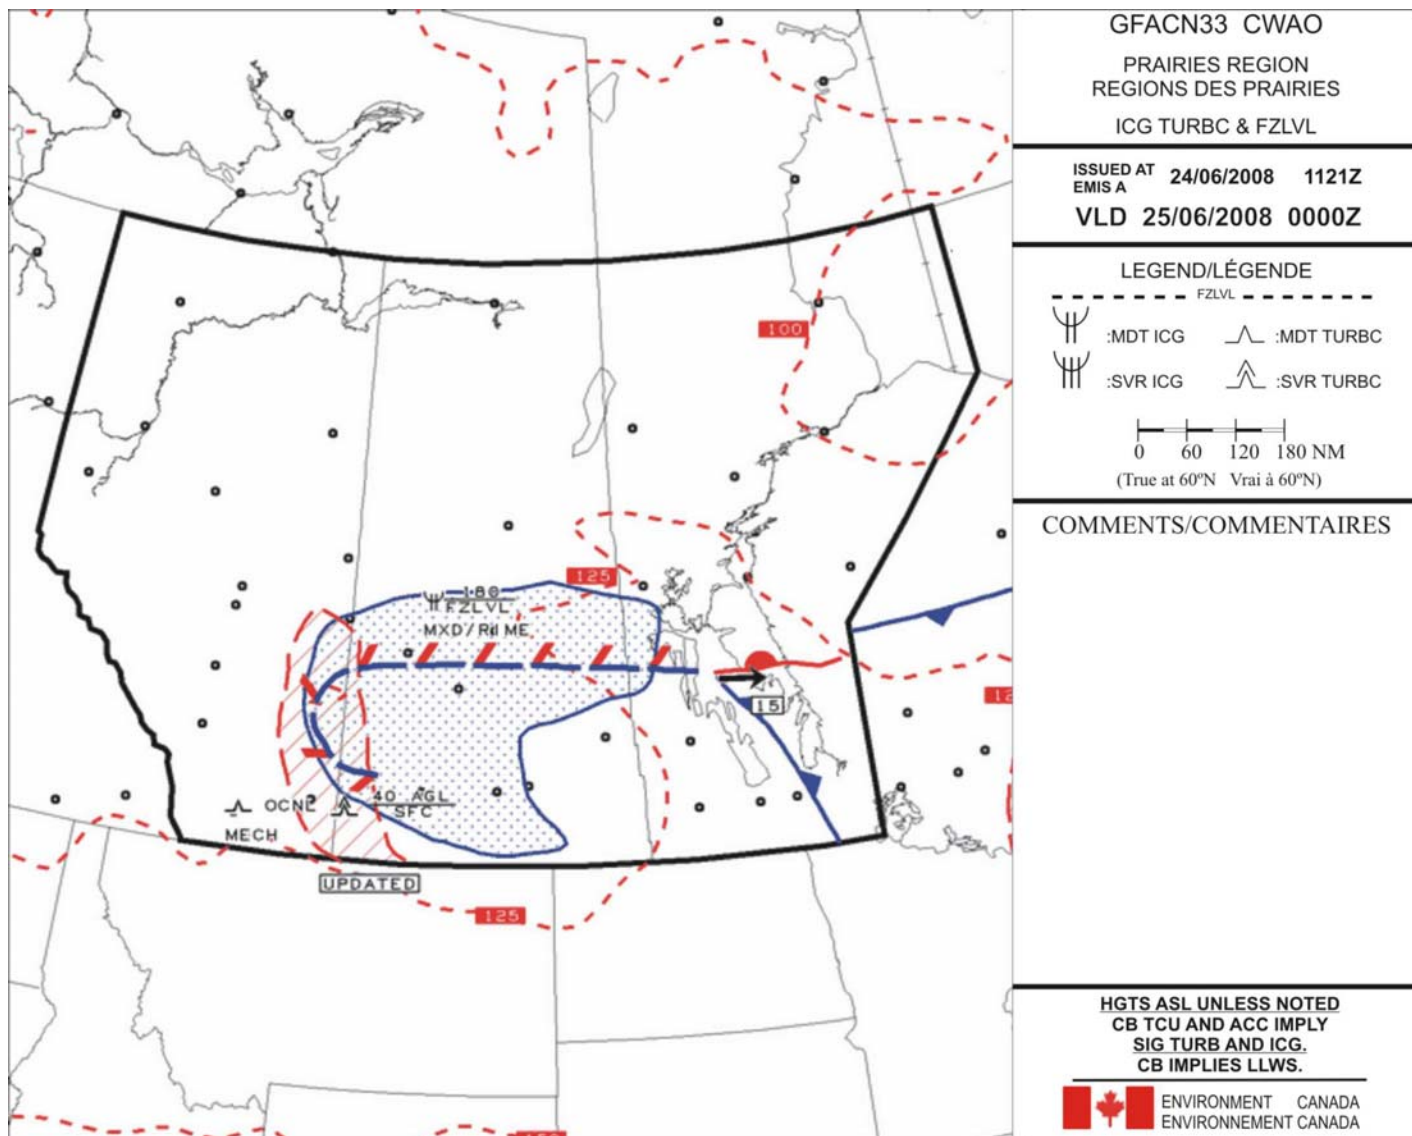 GFACN33 CWAO
PRAIRIES REGION
REGIONS DES PRAIRIES
ICG TURBC & FZLVL
ISSUED AT
EMIS A
24/06/2008 1121Z
VLD 25/06/2008 0000Z
LEGEND/LÉGENDE
FZLVL
:MDT ICG
:MDT TURBC
:SVR ICG
:SVR TURBC
0 60 120 180 NM
(True at 60ºN Vrai à 60ºN)
COMMENTS/COMMENTAIRES
100
125
180
FZLVL
MXD/RIME
15
OCNL
40 AGL
SFC
MECH
UPDATED
125
HGTS ASL UNLESS NOTED
CB TCU AND ACC IMPLY
SIG TURB AND ICG.
CB IMPLIES LLWS.
ENVIRONMENT CANADA
ENVIRONNEMENT CANADA